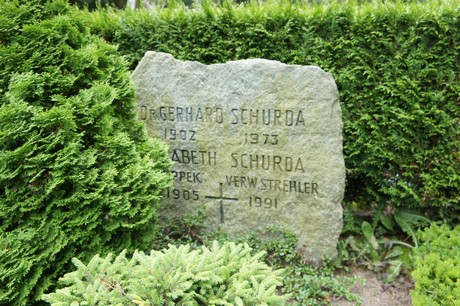 Dr. GERHARD SCHURDA
1902 1973
ABETH SCHURDA
PPEK VERW. STREHLER
1905 1991